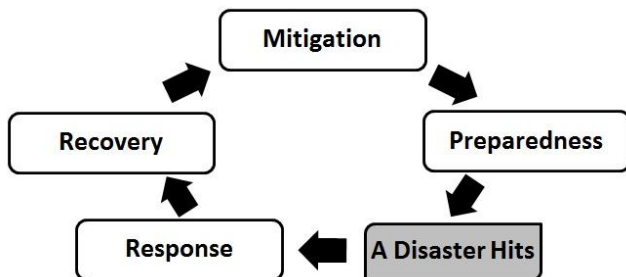 Mitigation
Preparedness
A Disaster Hits
Response
Recovery